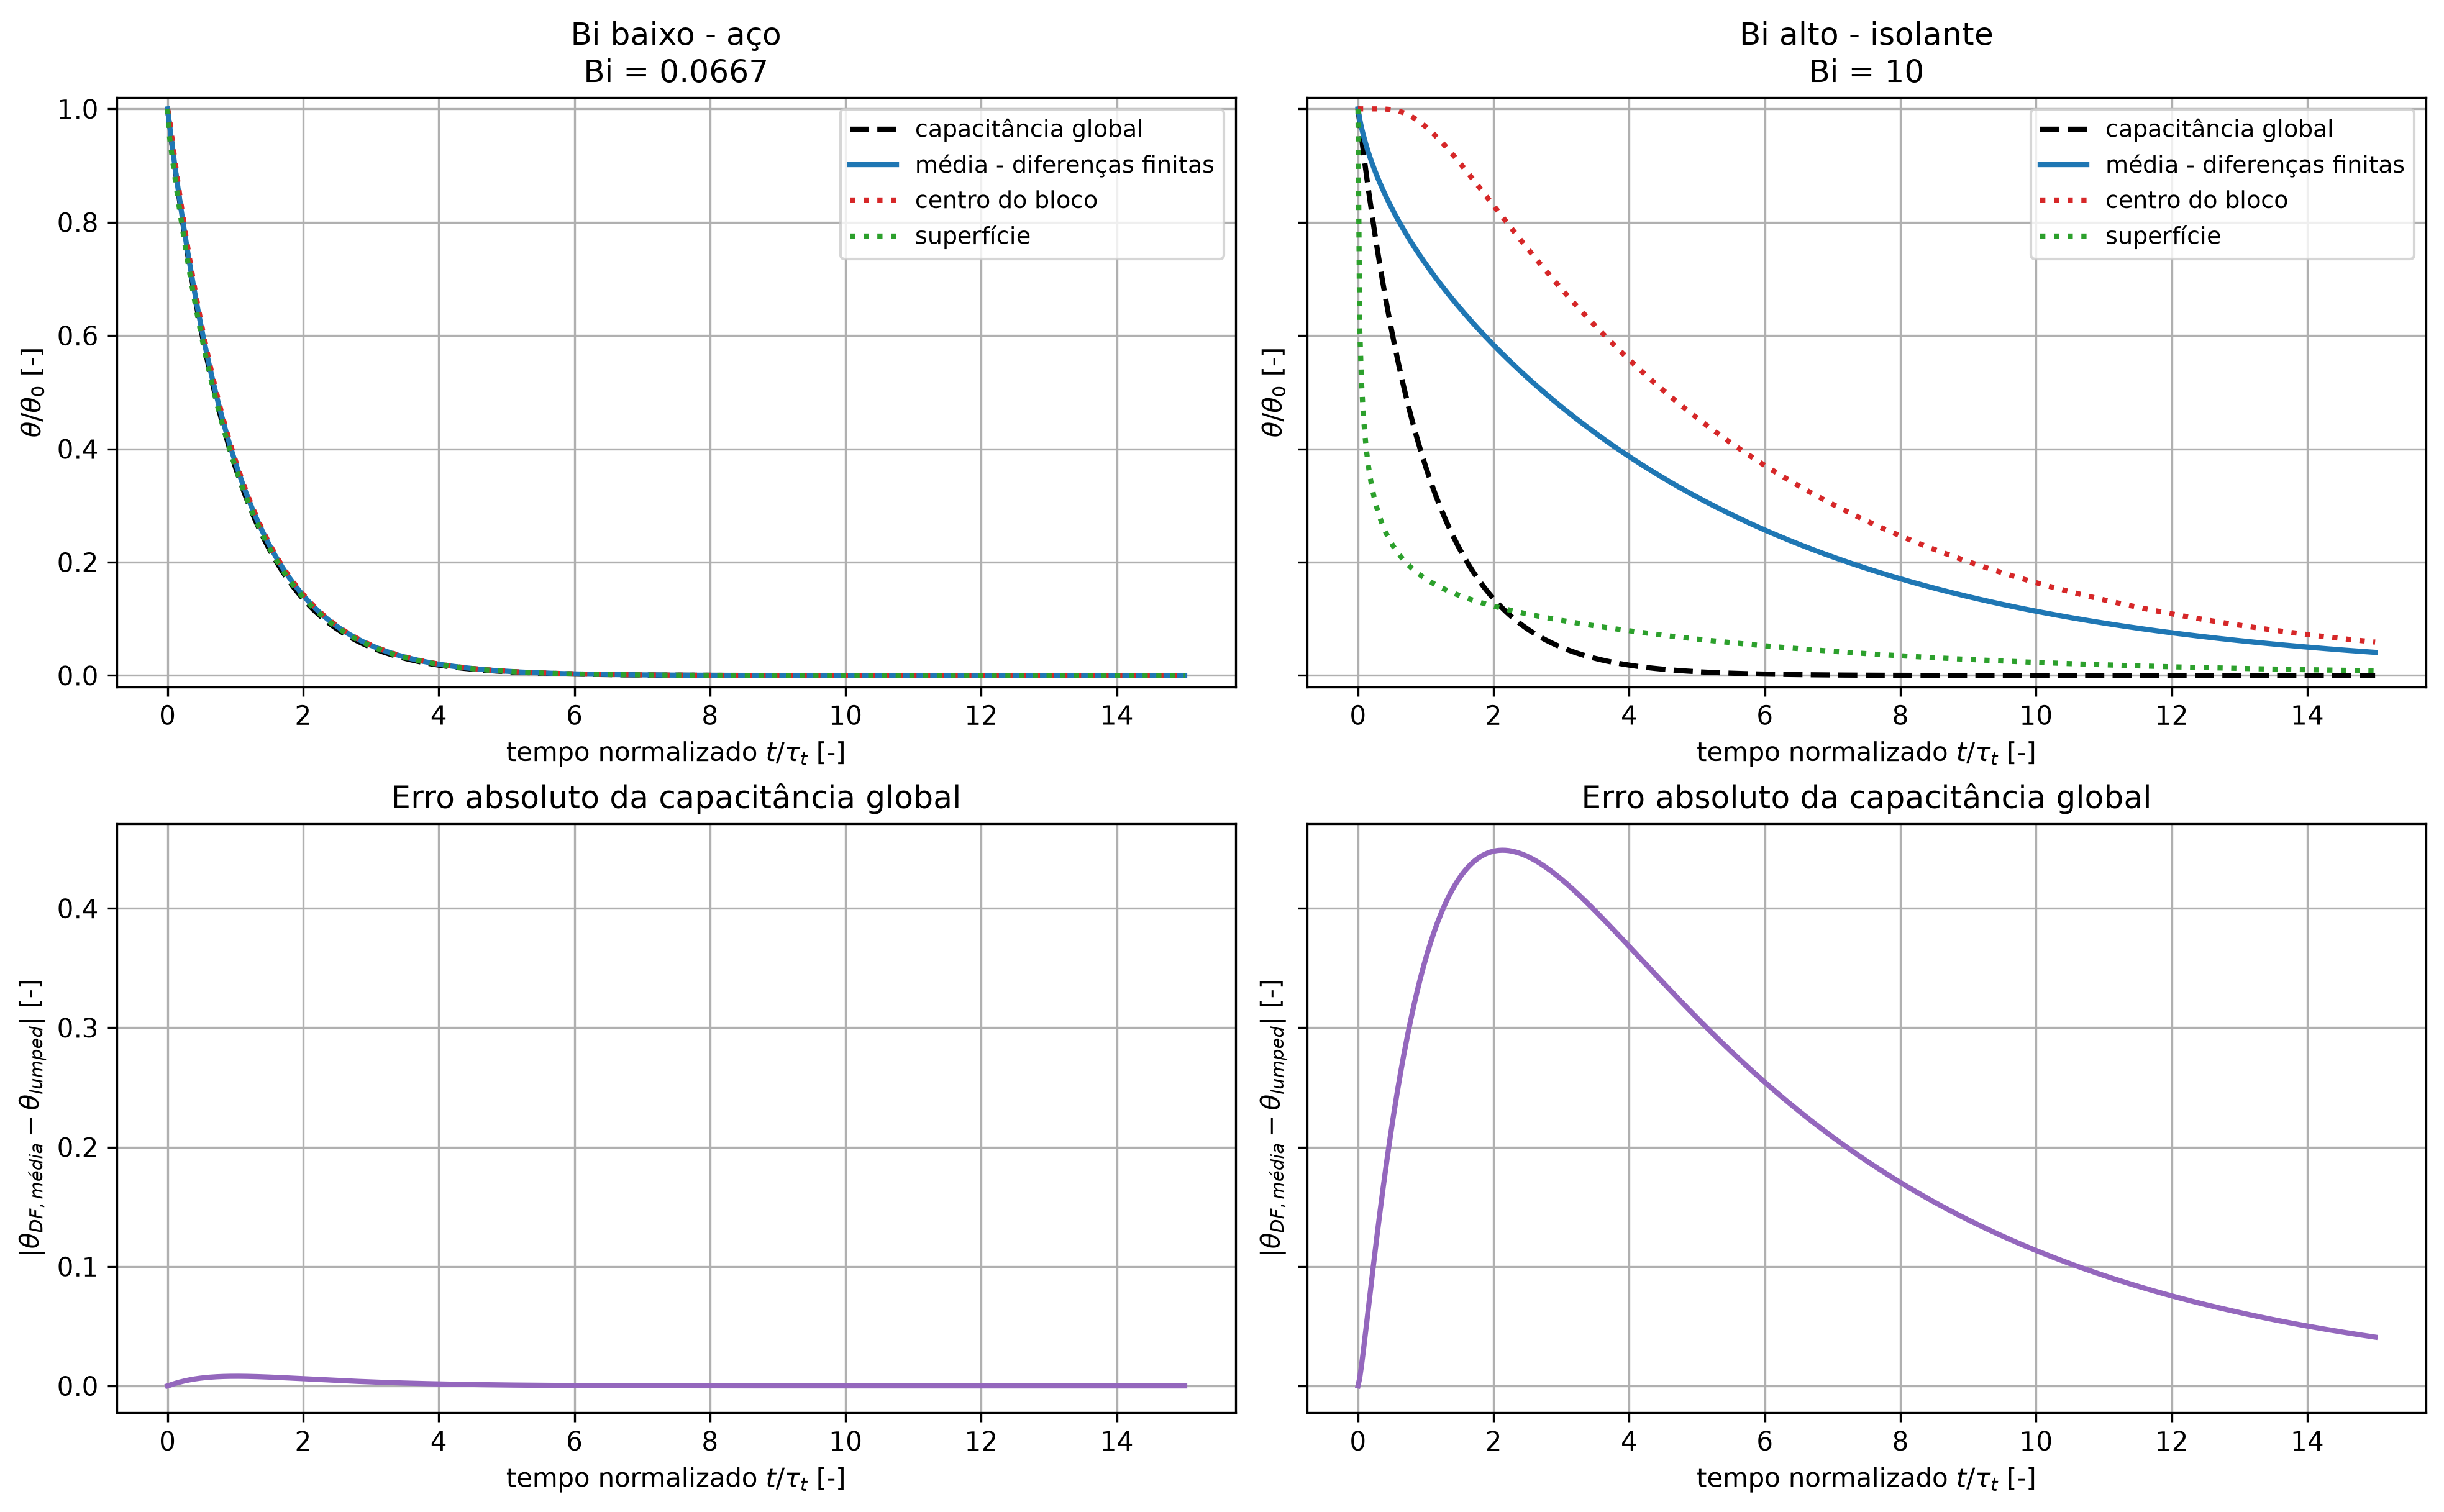 Bi baixo - aço
Bi = 0.0667
1.0
0.8
0.6
0.4
0.2
0.0
θ/θ₀ [-]
capacitância global
média - diferenças finitas
centro do bloco
superfície
0 2 4 6 8 10 12 14
tempo normalizado t/τₜ [-]
Bi alto - isolante
Bi = 10
θ/θ₀ [-]
capacitância global
média - diferenças finitas
centro do bloco
superfície
0 2 4 6 8 10 12 14
tempo normalizado t/τₜ [-]
Erro absoluto da capacitância global
0.4
0.3
0.2
0.1
0.0
|θ_DF, média − θ_lumped| [-]
0 2 4 6 8 10 12 14
tempo normalizado t/τₜ [-]
Erro absoluto da capacitância global
|θ_DF, média − θ_lumped| [-]
0 2 4 6 8 10 12 14
tempo normalizado t/τₜ [-]